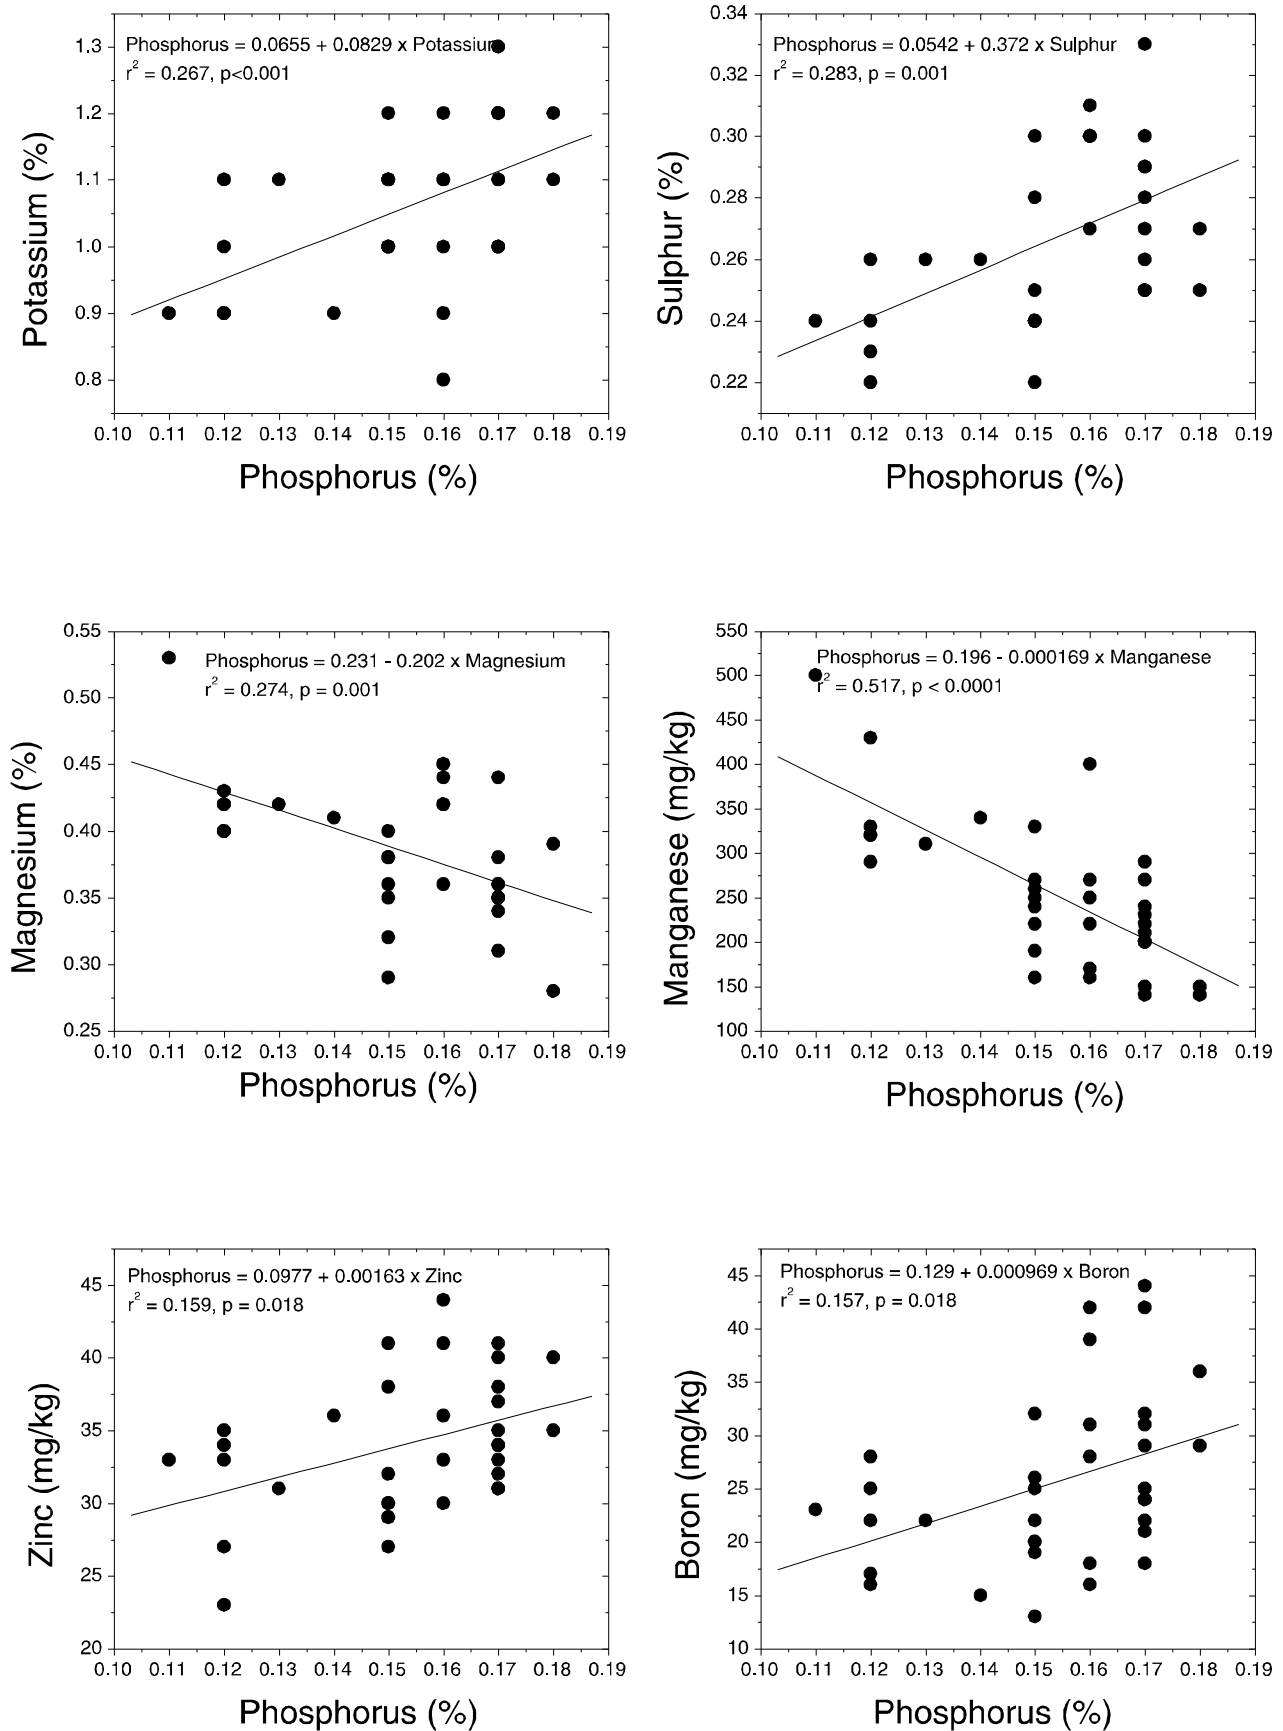 Phosphorus = 0.0655 + 0.0829 x Potassium
r² = 0.267, p<0.001
1.3
1.2
1.1
1.0
0.9
0.8
Potassium (%)
0.10 0.11 0.12 0.13 0.14 0.15 0.16 0.17 0.18 0.19
Phosphorus (%)
Phosphorus = 0.0542 + 0.372 x Sulphur
r² = 0.283, p = 0.001
0.34
0.32
0.30
0.28
0.26
0.24
0.22
Sulphur (%)
0.10 0.11 0.12 0.13 0.14 0.15 0.16 0.17 0.18 0.19
Phosphorus (%)
Phosphorus = 0.231 - 0.202 x Magnesium
r² = 0.274, p = 0.001
0.55
0.50
0.45
0.40
0.35
0.30
0.25
Magnesium (%)
0.10 0.11 0.12 0.13 0.14 0.15 0.16 0.17 0.18 0.19
Phosphorus (%)
Phosphorus = 0.196 - 0.000169 x Manganese
r² = 0.517, p < 0.0001
550
500
450
400
350
300
250
200
150
100
Manganese (mg/kg)
0.10 0.11 0.12 0.13 0.14 0.15 0.16 0.17 0.18 0.19
Phosphorus (%)
Phosphorus = 0.0977 + 0.00163 x Zinc
r² = 0.159, p = 0.018
45
40
35
30
25
20
Zinc (mg/kg)
0.10 0.11 0.12 0.13 0.14 0.15 0.16 0.17 0.18 0.19
Phosphorus (%)
Phosphorus = 0.129 + 0.000969 x Boron
r² = 0.157, p = 0.018
45
40
35
30
25
20
15
10
Boron (mg/kg)
0.10 0.11 0.12 0.13 0.14 0.15 0.16 0.17 0.18 0.19
Phosphorus (%)